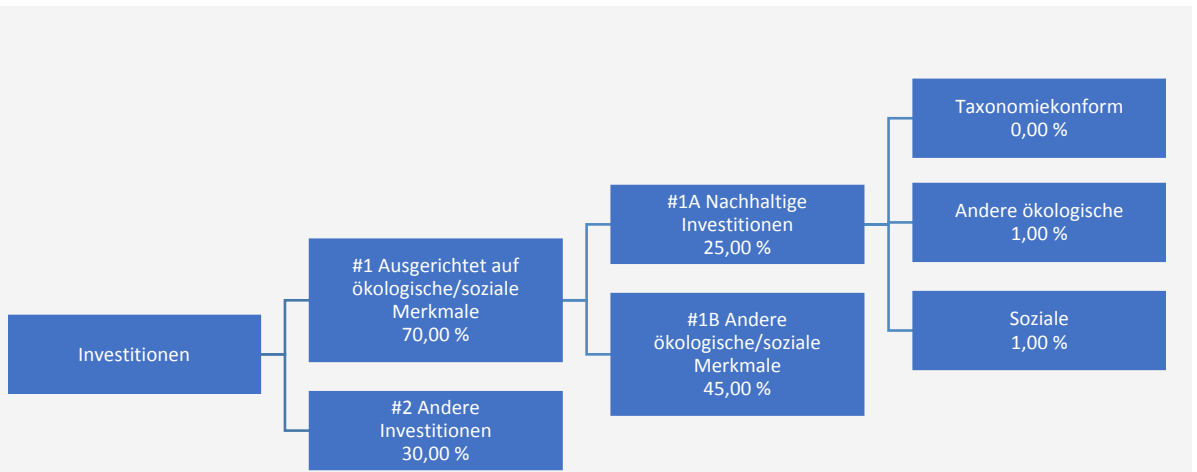 Investitionen
#1 Ausgerichtet auf
ökologische/soziale
Merkmale
70,00 %
#2 Andere
Investitionen
30,00 %
#1A Nachhaltige
Investitionen
25,00 %
#1B Andere
ökologische/soziale
Merkmale
45,00 %
Taxonomiekonform
0,00 %
Andere ökologische
1,00 %
Soziale
1,00 %